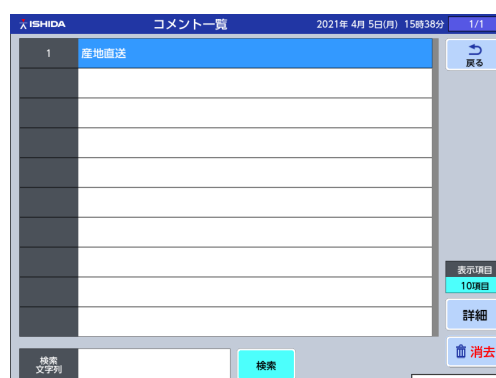 ISHIDA コメント一覧 2021年 4月 5日(月) 15時38分 1/1
1 産地直送
戻る
表示項目
10項目
詳細
消去
検索
文字列
検索